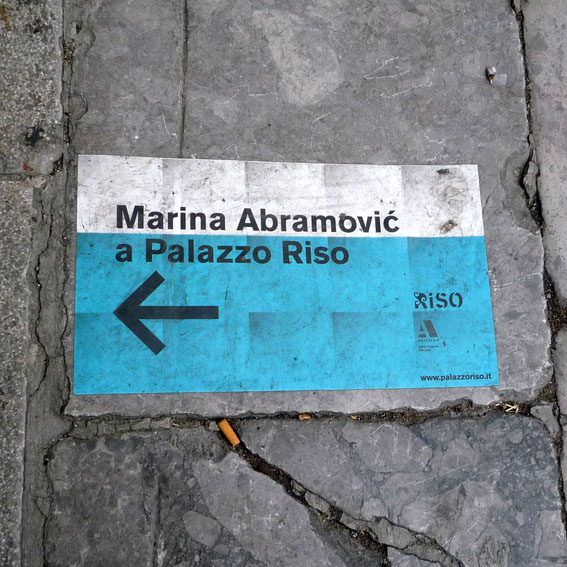 Marina Abramović
a Palazzo Riso
RiSO
A
www.palazzoriso.it